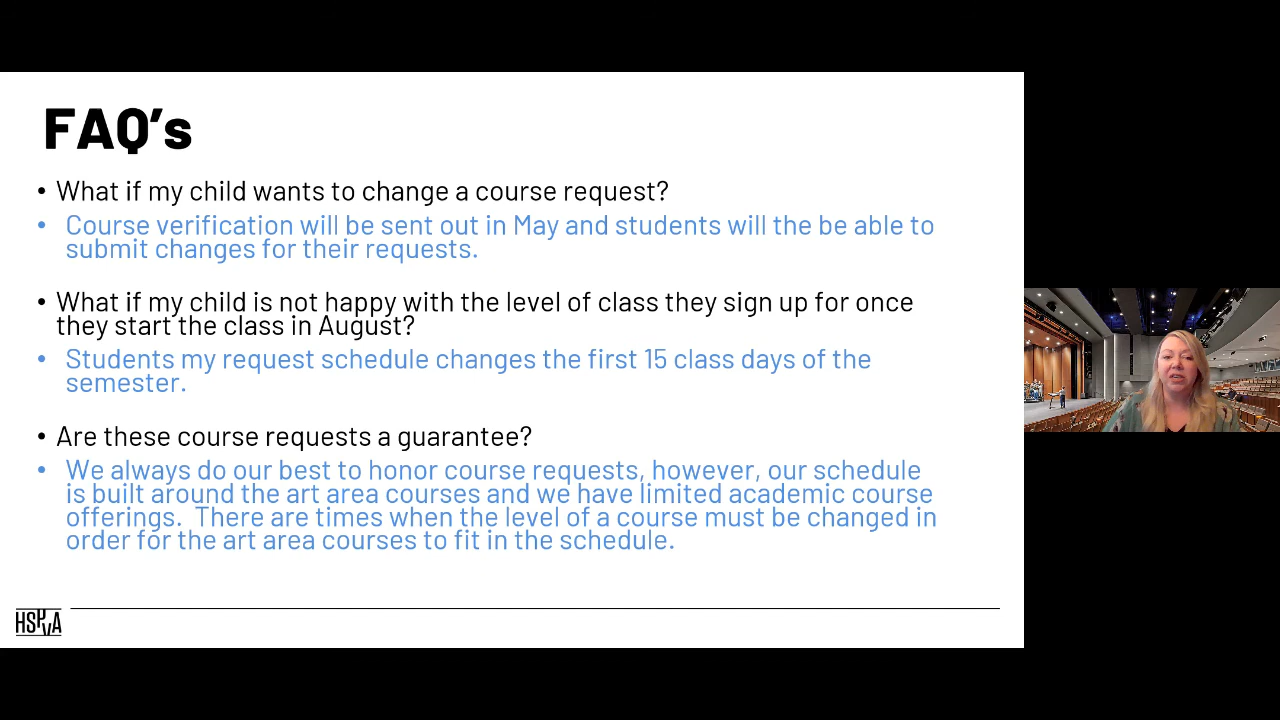 FAQ’s
• What if my child wants to change a course request?
• Course verification will be sent out in May and students will the be able to
submit changes for their requests.
• What if my child is not happy with the level of class they sign up for once
they start the class in August?
• Students my request schedule changes the first 15 class days of the
semester.
• Are these course requests a guarantee?
• We always do our best to honor course requests, however, our schedule
is built around the art area courses and we have limited academic course
offerings.  There are times when the level of a course must be changed in
order for the art area courses to fit in the schedule.
HSPVA